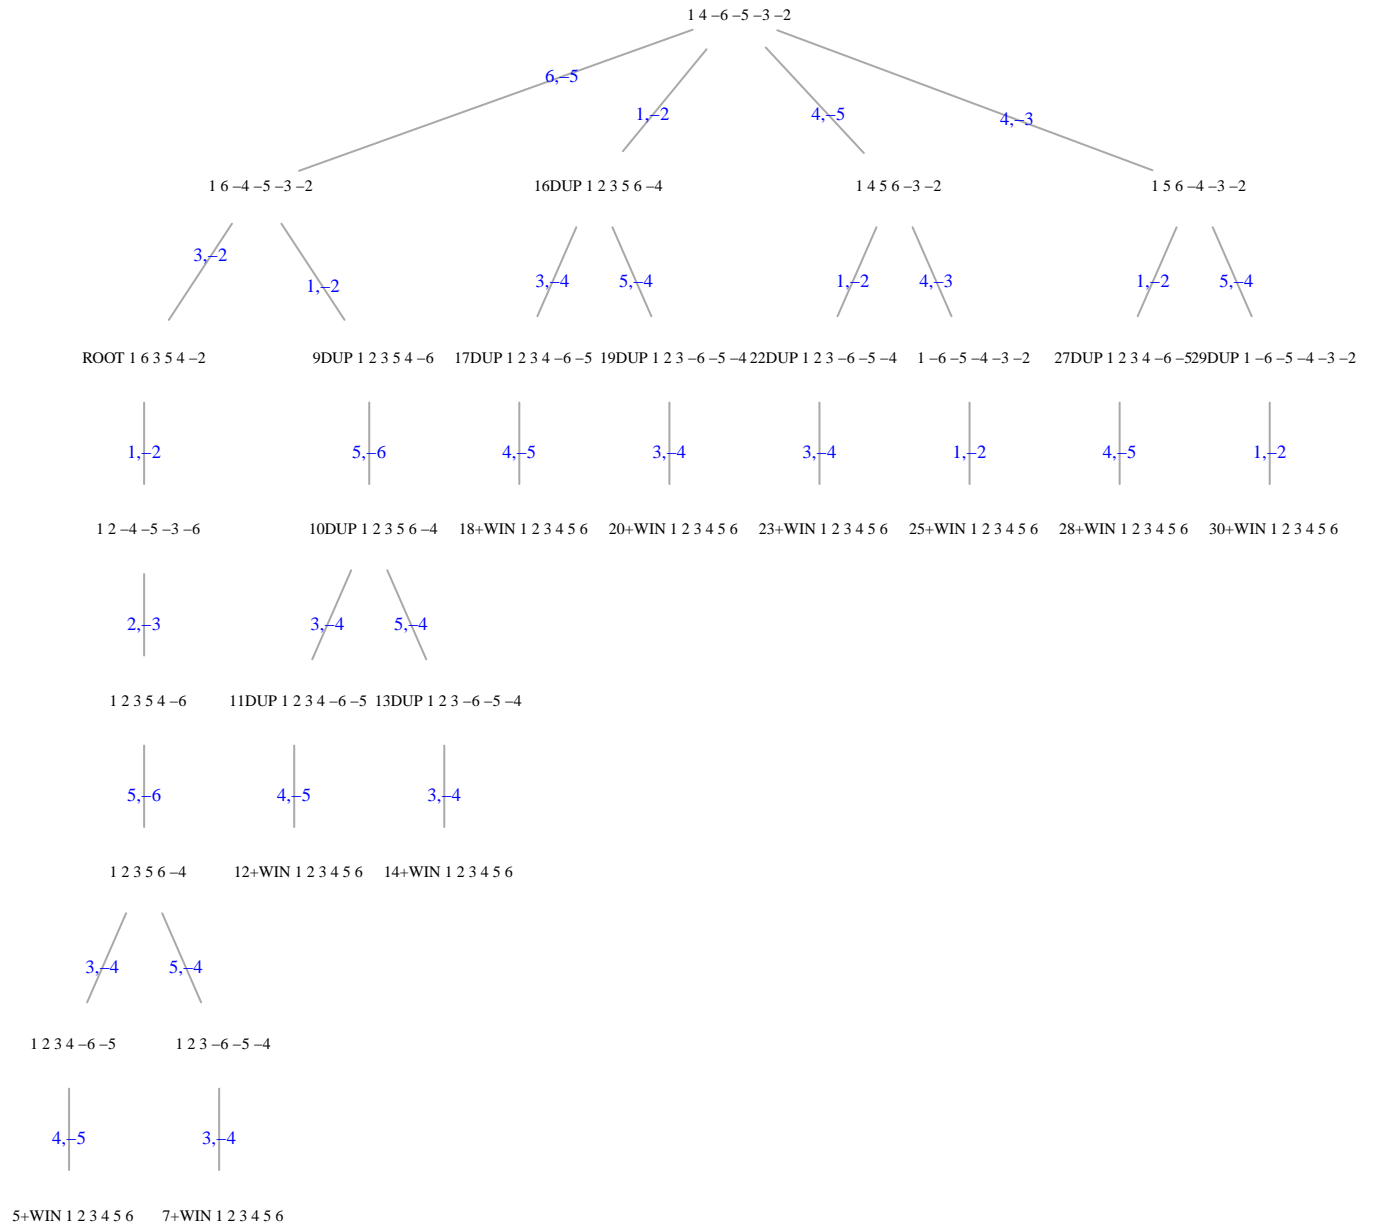 1 4 –6 –5 –3 –2
6,–5
1,–2
4,–5
4,–3
1 6 –4 –5 –3 –2
16DUP 1 2 3 5 6 –4
1 4 5 6 –3 –2
1 5 6 –4 –3 –2
3,–2
1,–2
3,–4
5,–4
1,–2
4,–3
1,–2
5,–4
ROOT 1 6 3 5 4 –2
9DUP 1 2 3 5 4 –6
17DUP 1 2 3 4 –6 –5
19DUP 1 2 3 –6 –5 –4
22DUP 1 2 3 –6 –5 –4
1 –6 –5 –4 –3 –2
27DUP 1 2 3 4 –6 –5
29DUP 1 –6 –5 –4 –3 –2
1,–2
5,–6
4,–5
3,–4
3,–4
1,–2
4,–5
1,–2
1 2 –4 –5 –3 –6
10DUP 1 2 3 5 6 –4
18+WIN 1 2 3 4 5 6
20+WIN 1 2 3 4 5 6
23+WIN 1 2 3 4 5 6
25+WIN 1 2 3 4 5 6
28+WIN 1 2 3 4 5 6
30+WIN 1 2 3 4 5 6
2,–3
3,–4
5,–4
1 2 3 5 4 –6
11DUP 1 2 3 4 –6 –5
13DUP 1 2 3 –6 –5 –4
5,–6
4,–5
3,–4
1 2 3 5 6 –4
12+WIN 1 2 3 4 5 6
14+WIN 1 2 3 4 5 6
3,–4
5,–4
1 2 3 4 –6 –5
1 2 3 –6 –5 –4
4,–5
3,–4
5+WIN 1 2 3 4 5 6
7+WIN 1 2 3 4 5 6